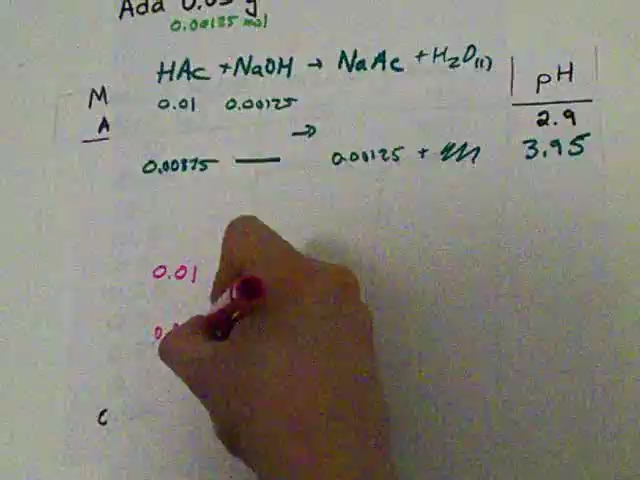 Add 0.05 g
0.00125 mol
HAc + NaOH → NaAc + H₂O(l)
pH
M 0.01 0.00125
A → 2.9
0.00875 — 0.00125 + 3.95
0.01
0.
C